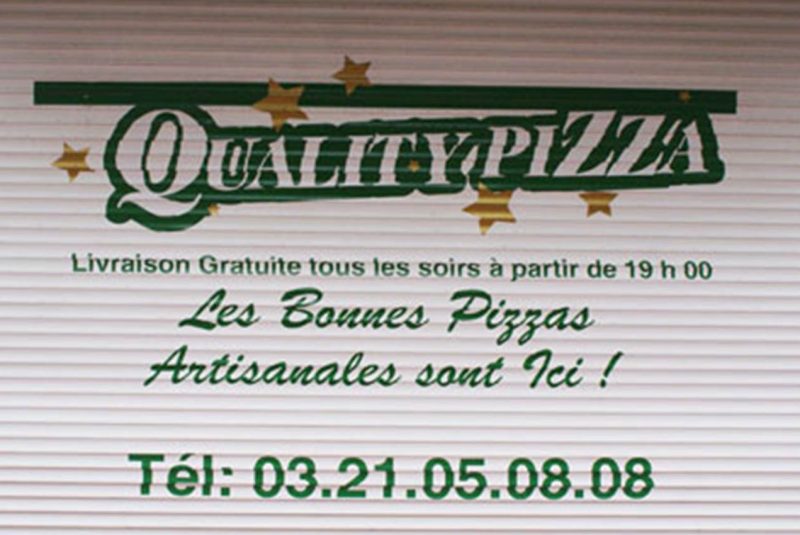 QUALITY PiZZA
Livraison Gratuite tous les soirs à partir de 19 h 00
Les Bonnes Pizzas
Artisanales sont Ici !
Tél: 03.21.05.08.08